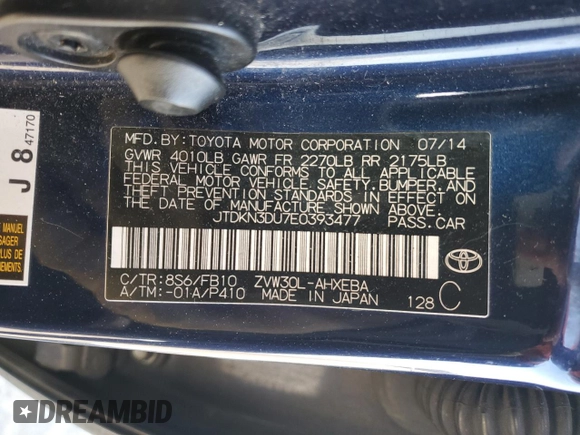 MFD. BY: TOYOTA MOTOR CORPORATION 07/14
GVWR 4010LB GAWR FR 2270LB RR 2175LB
THIS VEHICLE CONFORMS TO ALL APPLICABLE
FEDERAL MOTOR VEHICLE SAFETY, BUMPER, AND
THEFT PREVENTION STANDARDS IN EFFECT ON
THE DATE OF MANUFACTURE SHOWN ABOVE.
JTDKN3DU7E0393477 PASS. CAR
C/TR: 8S6/FB10 ZVW30L-AHXEBA
A/TM: -01A/P410 MADE IN JAPAN 128 C
TOYOTA
J 8 47170
MANUEL
DREAMBID